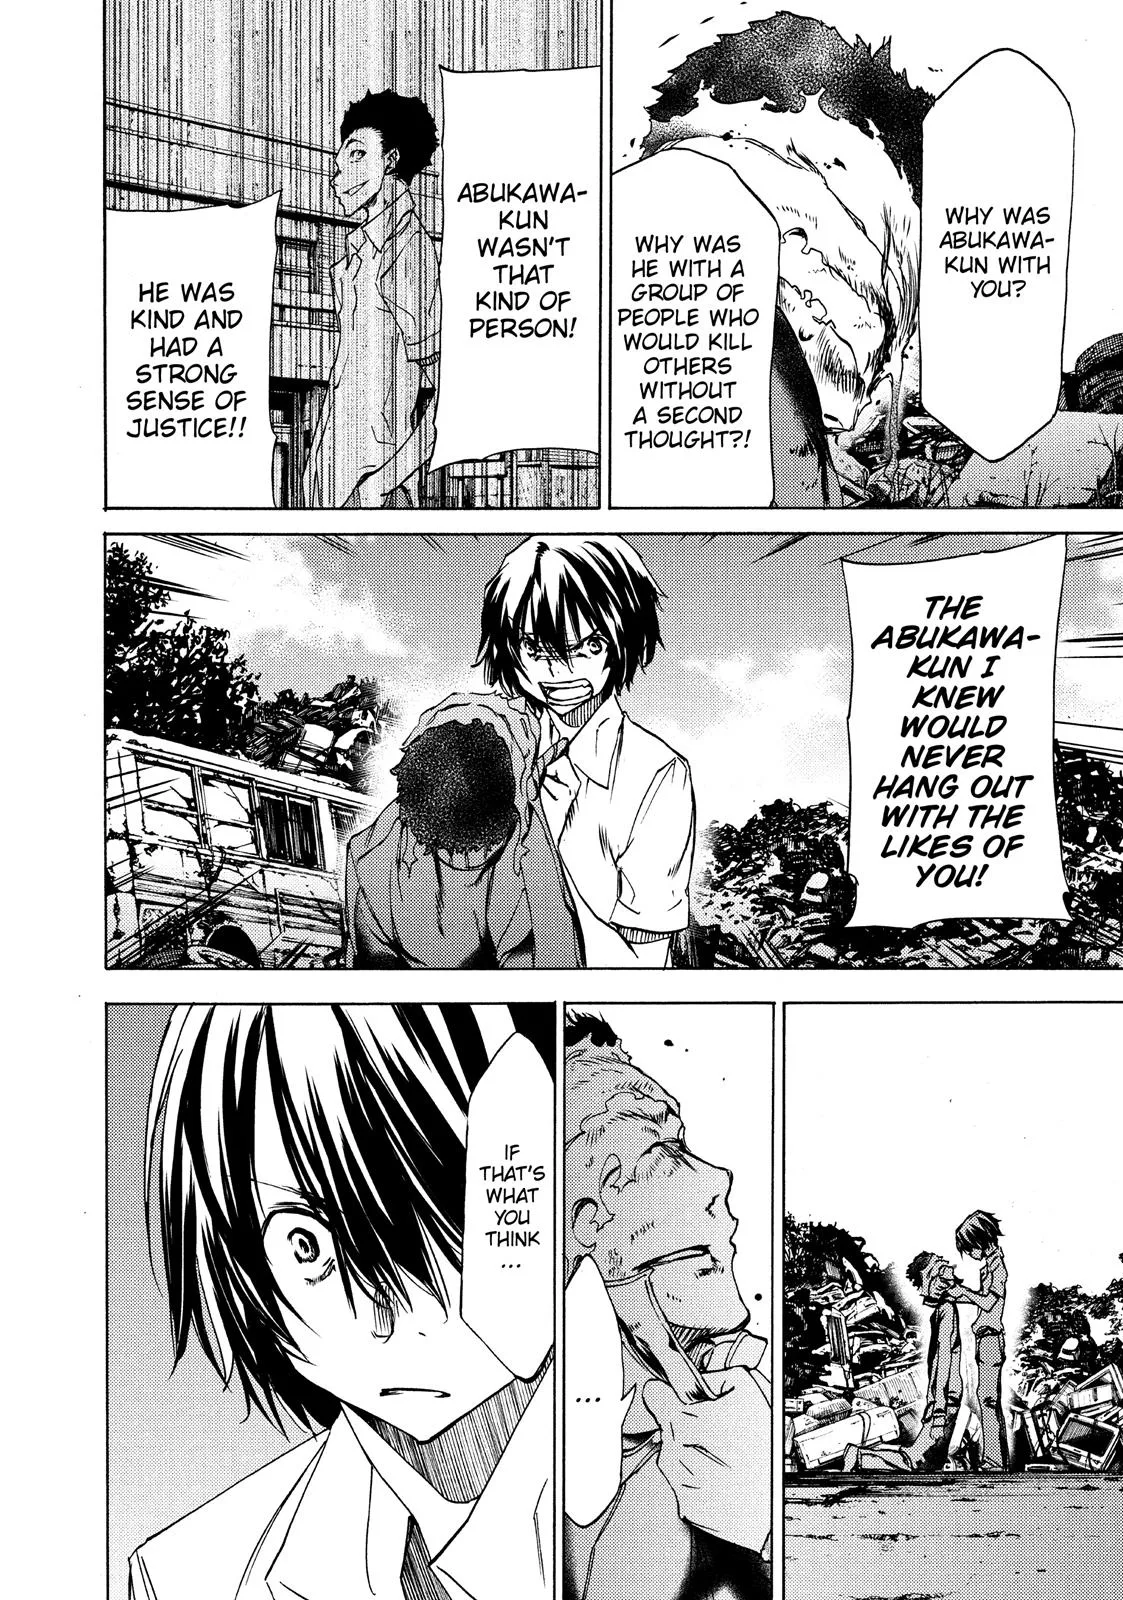 WHY WAS
ABUKAWA-
KUN WITH
YOU?
WHY WAS
HE WITH A
GROUP OF
PEOPLE WHO
WOULD KILL
OTHERS
WITHOUT
A SECOND
THOUGHT?!
ABUKAWA-
KUN
WASN'T
THAT
KIND OF
PERSON!
HE WAS
KIND AND
HAD A
STRONG
SENSE OF
JUSTICE!!
THE
ABUKAWA-
KUN I
KNEW
WOULD
NEVER
HANG OUT
WITH THE
LIKES OF
YOU!
...
IF
THAT'S
WHAT
YOU
THINK
...